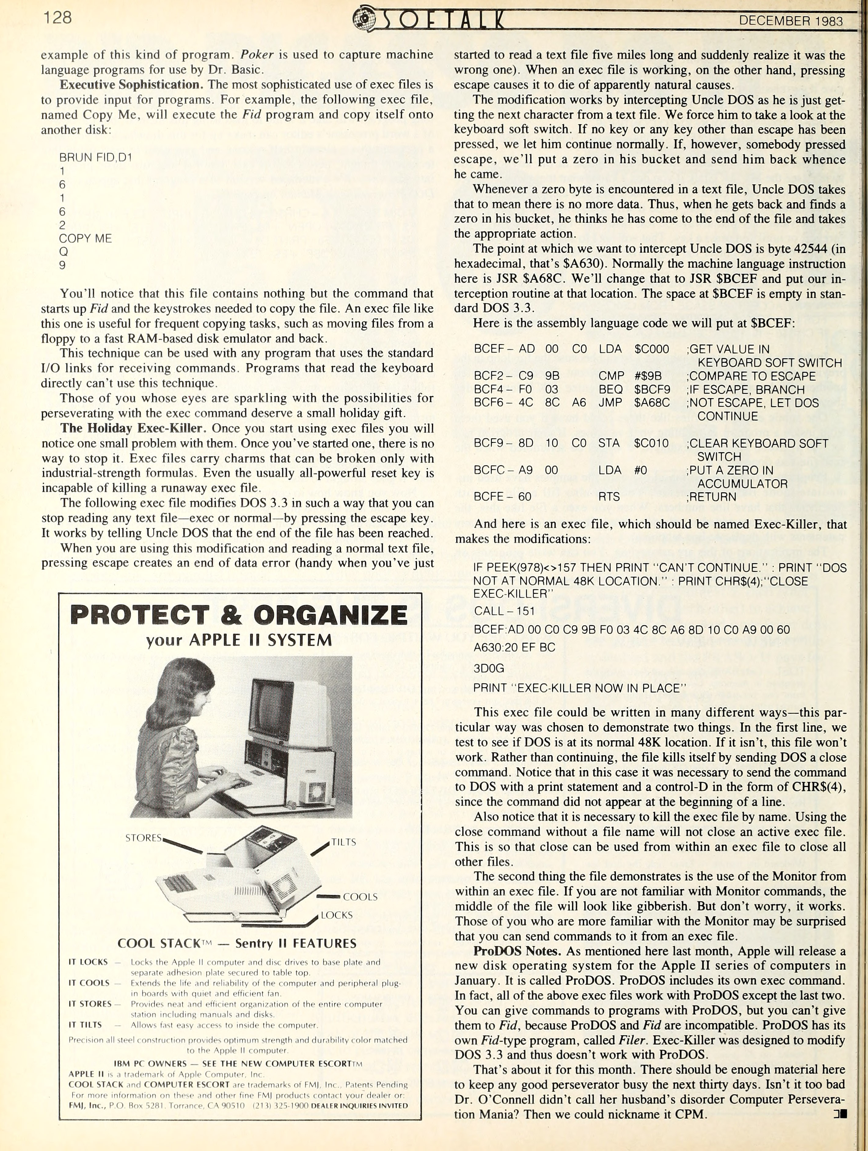 128
SOFTALK
DECEMBER 1983
example of this kind of program. Poker is used to capture machine
language programs for use by Dr. Basic.
Executive Sophistication. The most sophisticated use of exec files is
to provide input for programs. For example, the following exec file,
named Copy Me, will execute the Fid program and copy itself onto
another disk:
BRUN FID,D1
1
6
1
6
2
COPY ME
Q
9
You'll notice that this file contains nothing but the command that
starts up Fid and the keystrokes needed to copy the file. An exec file like
this one is useful for frequent copying tasks, such as moving files from a
floppy to a fast RAM-based disk emulator and back.
This technique can be used with any program that uses the standard
I/O links for receiving commands. Programs that read the keyboard
directly can't use this technique.
Those of you whose eyes are sparkling with the possibilities for
perseverating with the exec command deserve a small holiday gift.
The Holiday Exec-Killer. Once you start using exec files you will
notice one small problem with them. Once you've started one, there is no
way to stop it. Exec files carry charms that can be broken only with
industrial-strength formulas. Even the usually all-powerful reset key is
incapable of killing a runaway exec file.
The following exec file modifies DOS 3.3 in such a way that you can
stop reading any text file—exec or normal—by pressing the escape key.
It works by telling Uncle DOS that the end of the file has been reached.
When you are using this modification and reading a normal text file,
pressing escape creates an end of data error (handy when you've just
PROTECT & ORGANIZE
your APPLE II SYSTEM
STORES
TILTS
COOLS
LOCKS
COOL STACK™ — Sentry II FEATURES
IT LOCKS — Locks the Apple II computer and disc drives to base plate and
separate adhesion plate secured to table top.
IT COOLS — Extends the life and reliability of the computer and peripheral plug-
in boards with quiet and efficient fan.
IT STORES — Provides neat and efficient organization of the entire computer
station including manuals and disks.
IT TILTS — Allows fast easy access to inside the computer.
Precision all steel construction provides optimum strength and durability color matched
to the Apple II computer.
IBM PC OWNERS — SEE THE NEW COMPUTER ESCORT™
APPLE II is a trademark of Apple Computer, Inc.
COOL STACK and COMPUTER ESCORT are trademarks of FMJ, Inc., Patents Pending
For more information on these and other fine FMJ products contact your dealer or:
FMJ, Inc., P.O. Box 5281, Torrance, CA 90510 (213) 325-1900 DEALER INQUIRIES INVITED
started to read a text file five miles long and suddenly realize it was the
wrong one). When an exec file is working, on the other hand, pressing
escape causes it to die of apparently natural causes.
The modification works by intercepting Uncle DOS as he is just get-
ting the next character from a text file. We force him to take a look at the
keyboard soft switch. If no key or any key other than escape has been
pressed, we let him continue normally. If, however, somebody pressed
escape, we'll put a zero in his bucket and send him back whence
he came.
Whenever a zero byte is encountered in a text file, Uncle DOS takes
that to mean there is no more data. Thus, when he gets back and finds a
zero in his bucket, he thinks he has come to the end of the file and takes
the appropriate action.
The point at which we want to intercept Uncle DOS is byte 42544 (in
hexadecimal, that's $A630). Normally the machine language instruction
here is JSR $A68C. We'll change that to JSR $BCEF and put our in-
terception routine at that location. The space at $BCEF is empty in stan-
dard DOS 3.3.
Here is the assembly language code we will put at $BCEF:
BCEF – AD 00 C0 LDA $C000 ;GET VALUE IN
KEYBOARD SOFT SWITCH
BCF2 – C9 9B CMP #$9B ;COMPARE TO ESCAPE
BCF4 – F0 03 BEQ $BCF9 ;IF ESCAPE, BRANCH
BCF6 – 4C 8C A6 JMP $A68C ;NOT ESCAPE, LET DOS
CONTINUE
BCF9 – 8D 10 C0 STA $C010 ;CLEAR KEYBOARD SOFT
SWITCH
BCFC – A9 00 LDA #0 ;PUT A ZERO IN
ACCUMULATOR
BCFE – 60 RTS ;RETURN
And here is an exec file, which should be named Exec-Killer, that
makes the modifications:
IF PEEK(978)<>157 THEN PRINT "CAN'T CONTINUE." : PRINT "DOS
NOT AT NORMAL 48K LOCATION." : PRINT CHR$(4);"CLOSE
EXEC-KILLER"
CALL – 151
BCEF:AD 00 C0 C9 9B F0 03 4C 8C A6 8D 10 C0 A9 00 60
A630:20 EF BC
3D0G
PRINT "EXEC-KILLER NOW IN PLACE"
This exec file could be written in many different ways—this par-
ticular way was chosen to demonstrate two things. In the first line, we
test to see if DOS is at its normal 48K location. If it isn't, this file won't
work. Rather than continuing, the file kills itself by sending DOS a close
command. Notice that in this case it was necessary to send the command
to DOS with a print statement and a control-D in the form of CHR$(4),
since the command did not appear at the beginning of a line.
Also notice that it is necessary to kill the exec file by name. Using the
close command without a file name will not close an active exec file.
This is so that close can be used from within an exec file to close all
other files.
The second thing the file demonstrates is the use of the Monitor from
within an exec file. If you are not familiar with Monitor commands, the
middle of the file will look like gibberish. But don't worry, it works.
Those of you who are more familiar with the Monitor may be surprised
that you can send commands to it from an exec file.
ProDOS Notes. As mentioned here last month, Apple will release a
new disk operating system for the Apple II series of computers in
January. It is called ProDOS. ProDOS includes its own exec command.
In fact, all of the above exec files work with ProDOS except the last two.
You can give commands to programs with ProDOS, but you can't give
them to Fid, because ProDOS and Fid are incompatible. ProDOS has its
own Fid-type program, called Filer. Exec-Killer was designed to modify
DOS 3.3 and thus doesn't work with ProDOS.
That's about it for this month. There should be enough material here
to keep any good perseverator busy the next thirty days. Isn't it too bad
Dr. O'Connell didn't call her husband's disorder Computer Persevera-
tion Mania? Then we could nickname it CPM.